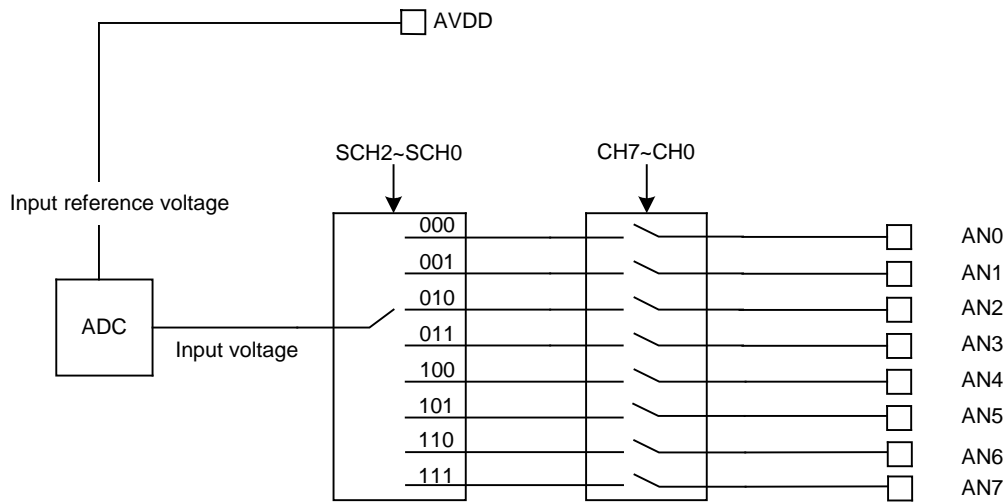 AVDD
SCH2~SCH0
CH7~CH0
Input reference voltage
000
AN0
001
AN1
010
AN2
ADC
Input voltage
011
AN3
100
AN4
101
AN5
110
AN6
111
AN7